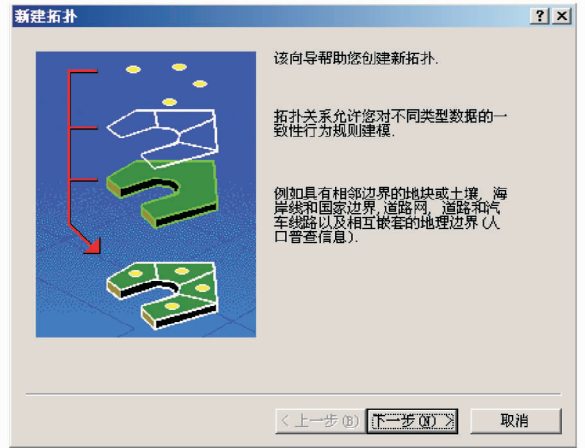 新建拓扑
该向导帮助您创建新拓扑.
拓扑关系允许您对不同类型数据的一
致性行为规则建模.
例如具有相邻边界的地块或土壤, 海
岸线和国家边界,道路网, 道路和汽
车线路以及相互嵌套的地理边界(人
口普查信息).
< 上一步(B)
下一步(N) >
取消